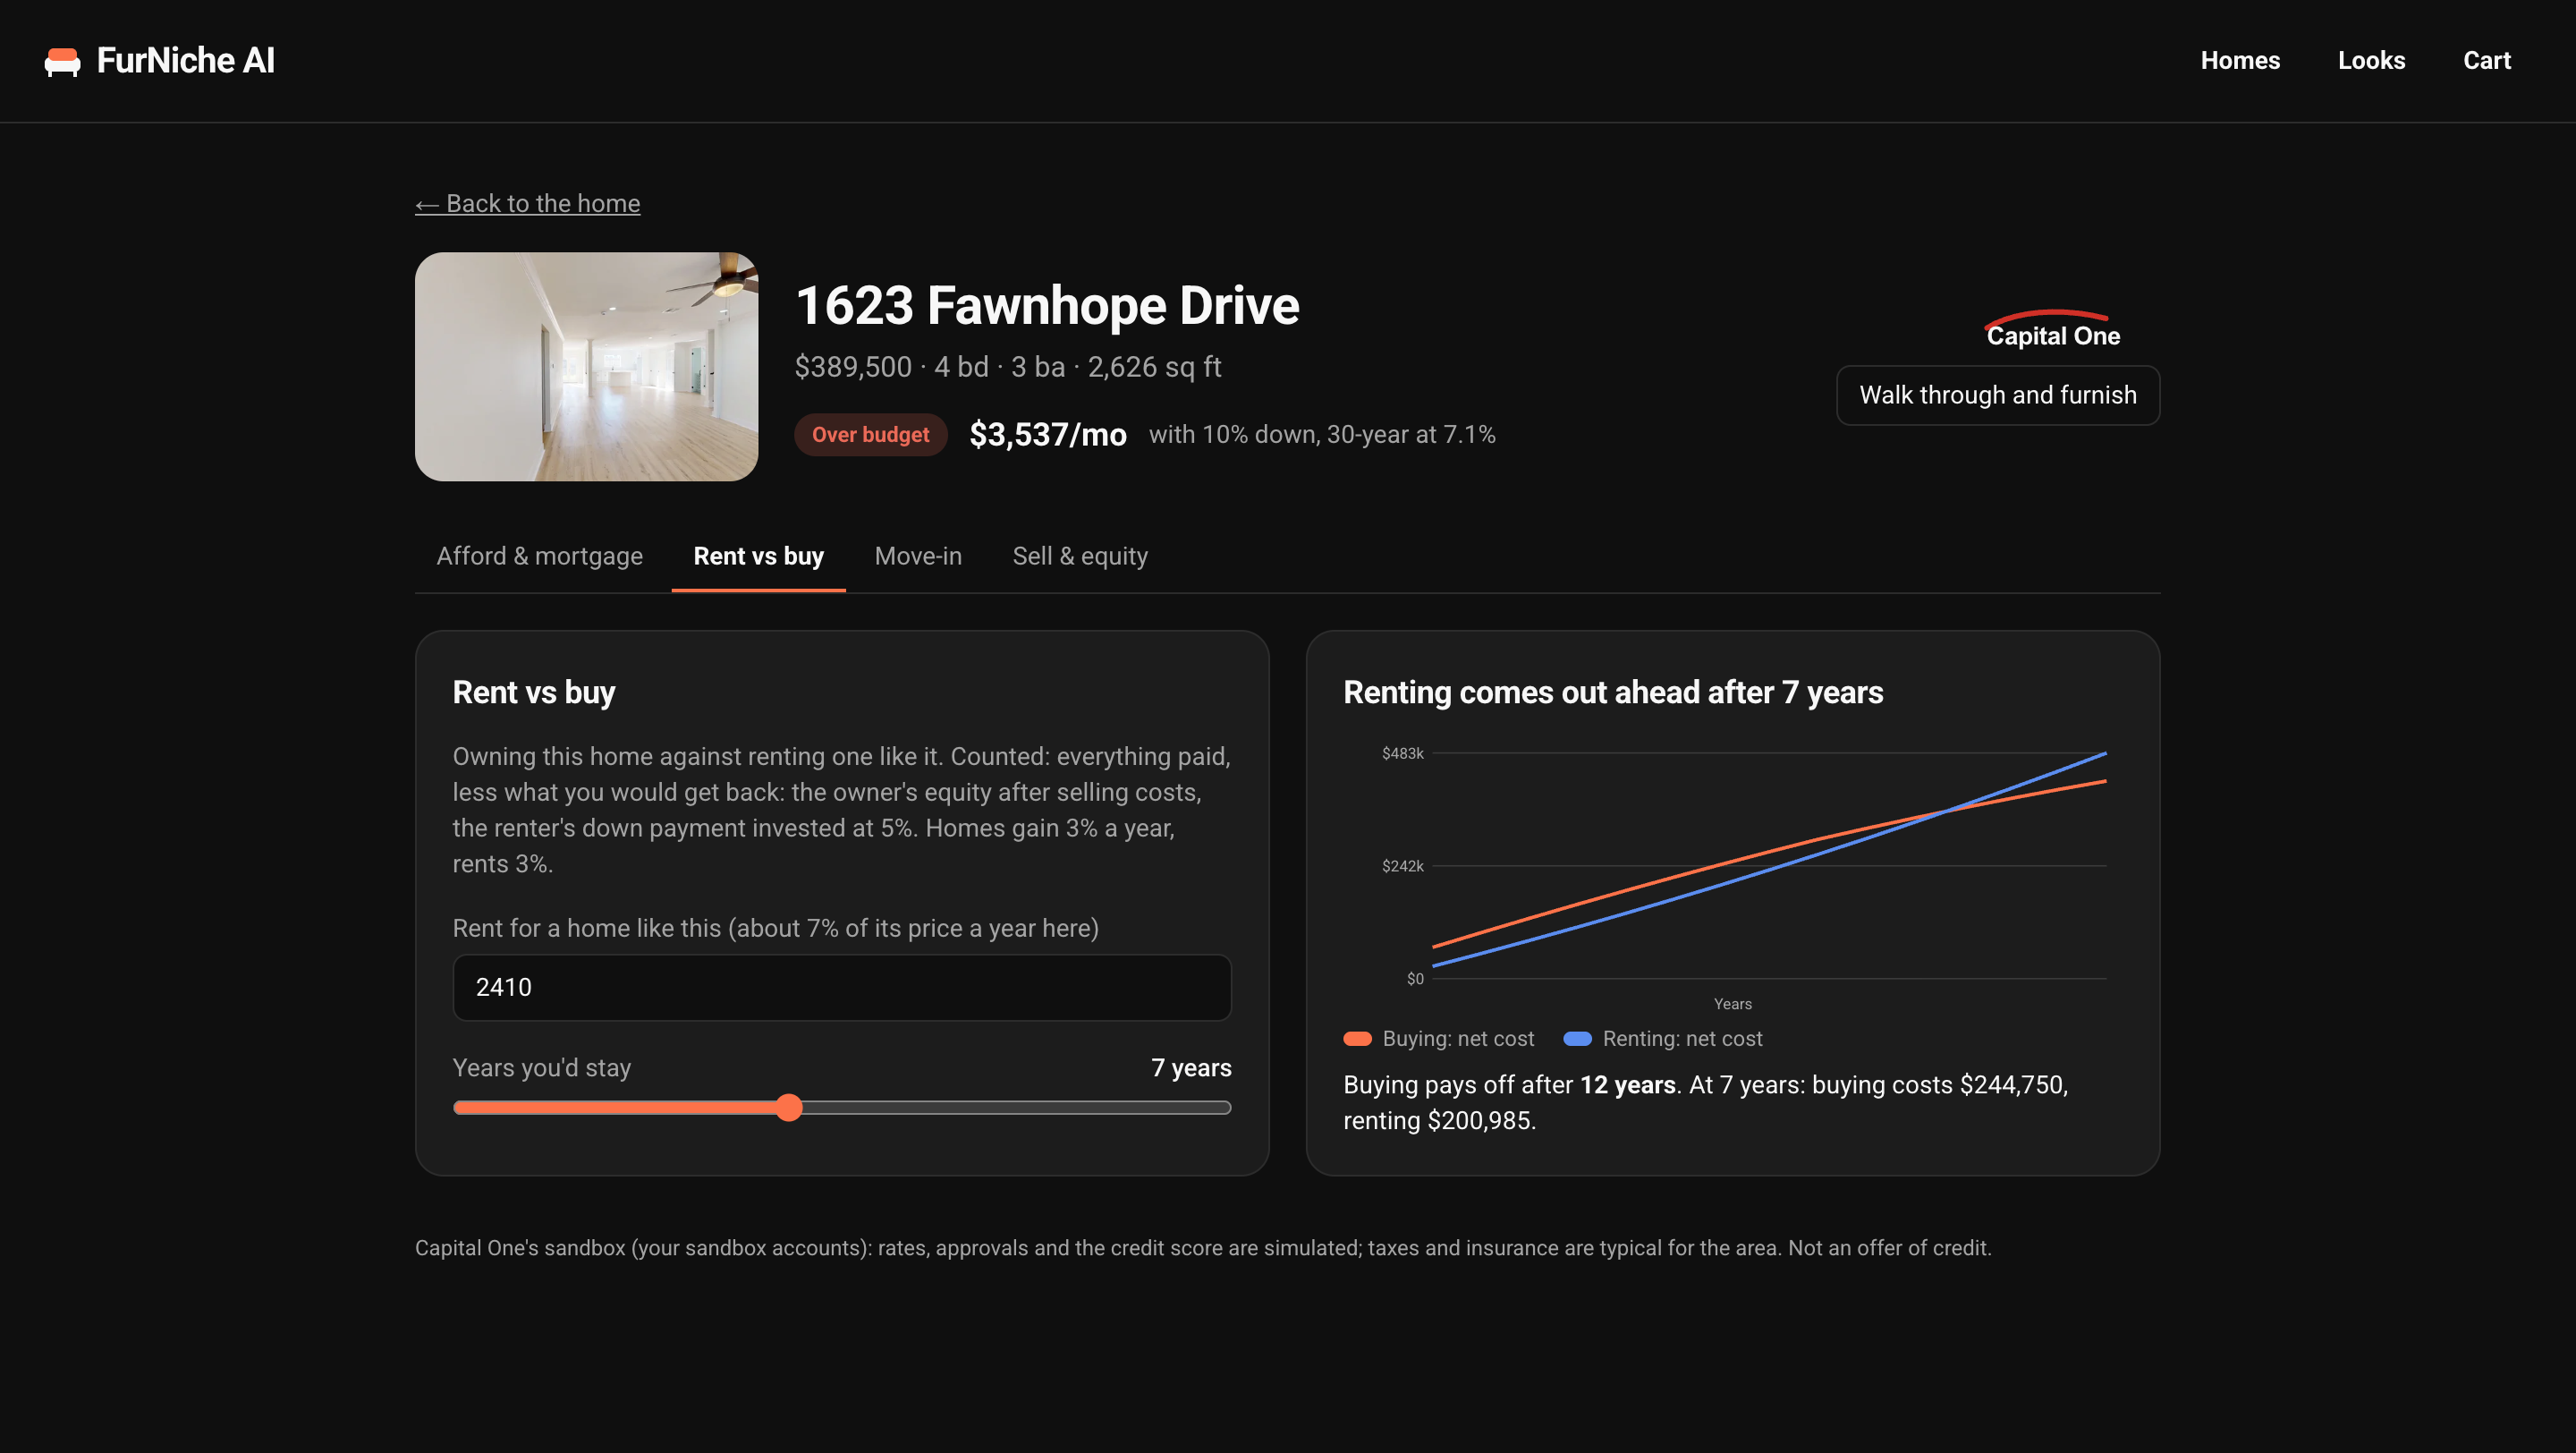 FurNiche AI
Homes
Looks
Cart
← Back to the home
1623 Fawnhope Drive
$389,500 · 4 bd · 3 ba · 2,626 sq ft
Over budget
$3,537/mo
with 10% down, 30-year at 7.1%
Capital One
Walk through and furnish
Afford & mortgage
Rent vs buy
Move-in
Sell & equity
Rent vs buy
Owning this home against renting one like it. Counted: everything paid,
less what you would get back: the owner's equity after selling costs,
the renter's down payment invested at 5%. Homes gain 3% a year,
rents 3%.
Rent for a home like this (about 7% of its price a year here)
2410
Years you'd stay
7 years
Renting comes out ahead after 7 years
$483k
$242k
$0
Years
Buying: net cost
Renting: net cost
Buying pays off after 12 years. At 7 years: buying costs $244,750,
renting $200,985.
Capital One's sandbox (your sandbox accounts): rates, approvals and the credit score are simulated; taxes and insurance are typical for the area. Not an offer of credit.